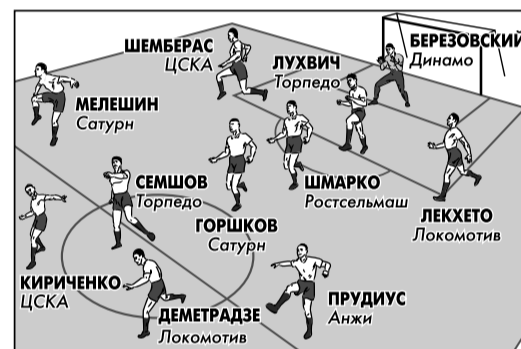 ШЕМБЕРАС
ЦСКА
БЕРЕЗОВСКИЙ
Динамо
ЛУХВИЧ
Торпедо
МЕЛЕШИН
Сатурн
СЕМШОВ
Торпедо
ШМАРКО
Ростсельмаш
ГОРШКОВ
Сатурн
ЛЕКХЕТО
Локомотив
КИРИЧЕНКО
ЦСКА
ДЕМЕТРАДЗЕ
Локомотив
ПРУДИУС
Анжи